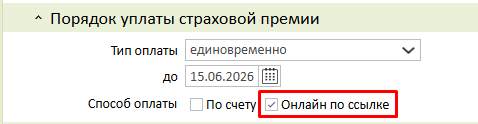 Порядок уплаты страховой премии
Тип оплаты единовременно
до 15.06.2026
Способ оплаты По счету Онлайн по ссылке